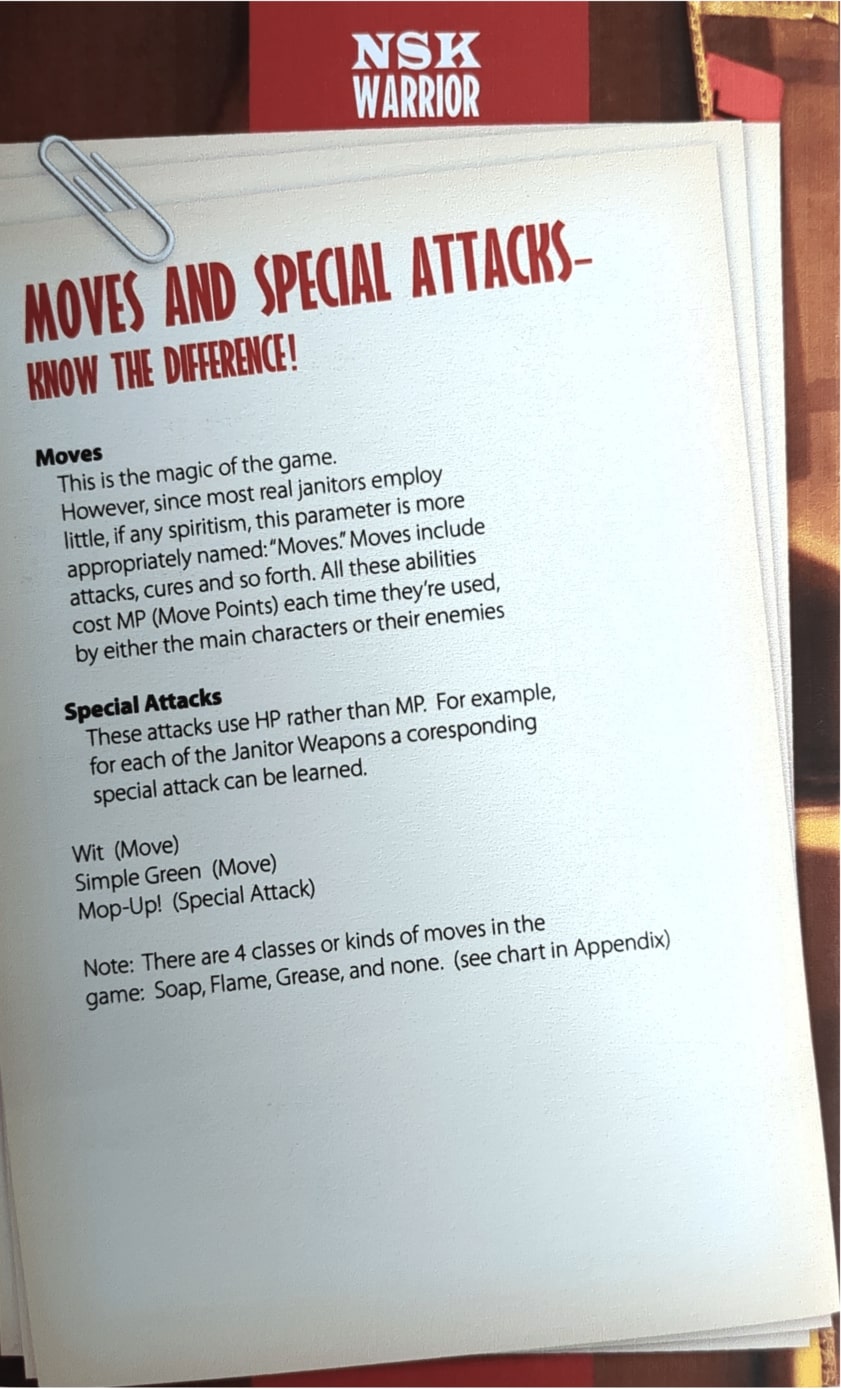 NSK
WARRIOR
MOVES AND SPECIAL ATTACKS–
KNOW THE DIFFERENCE!
Moves
This is the magic of the game.
However, since most real janitors employ
little, if any spiritism, this parameter is more
appropriately named: “Moves.” Moves include
attacks, cures and so forth. All these abilities
cost MP (Move Points) each time they’re used,
by either the main characters or their enemies
Special Attacks
These attacks use HP rather than MP. For example,
for each of the Janitor Weapons a coresponding
special attack can be learned.
Wit (Move)
Simple Green (Move)
Mop-Up! (Special Attack)
Note: There are 4 classes or kinds of moves in the
game: Soap, Flame, Grease, and none. (see chart in Appendix)